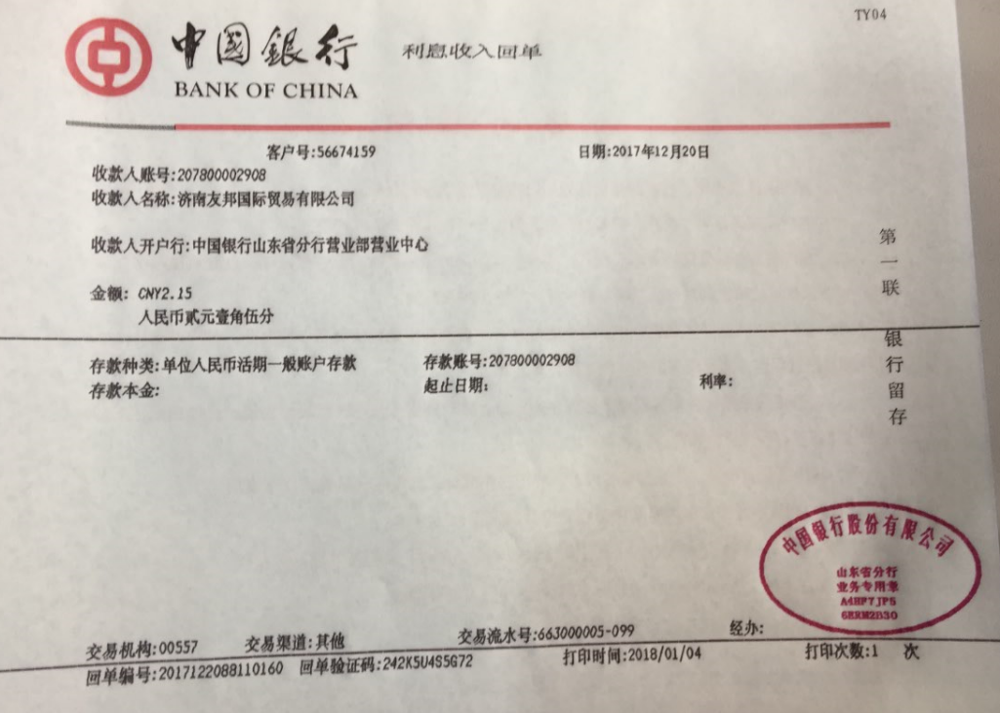 TY04
中国銀行 利息收入回单
BANK OF CHINA
客户号:56674159 日期:2017年12月20日
收款人账号:207800002908
收款人名称:济南友邦国际贸易有限公司
收款人开户行:中国银行山东省分行营业部营业中心
金额: CNY2.15
人民币贰元壹角伍分
存款种类:单位人民币活期一般账户存款 存款账号:207800002908
存款本金: 起止日期: 利率:
第一联 银行留存
中国银行股份有限公司
山东省分行
业务专用章
交易机构:00557 交易渠道:其他 交易流水号:663000005-099 经办:
回单编号:2017122088110160 回单验证码:242K5U4S5G72 打印时间:2018/01/04 打印次数:1 次